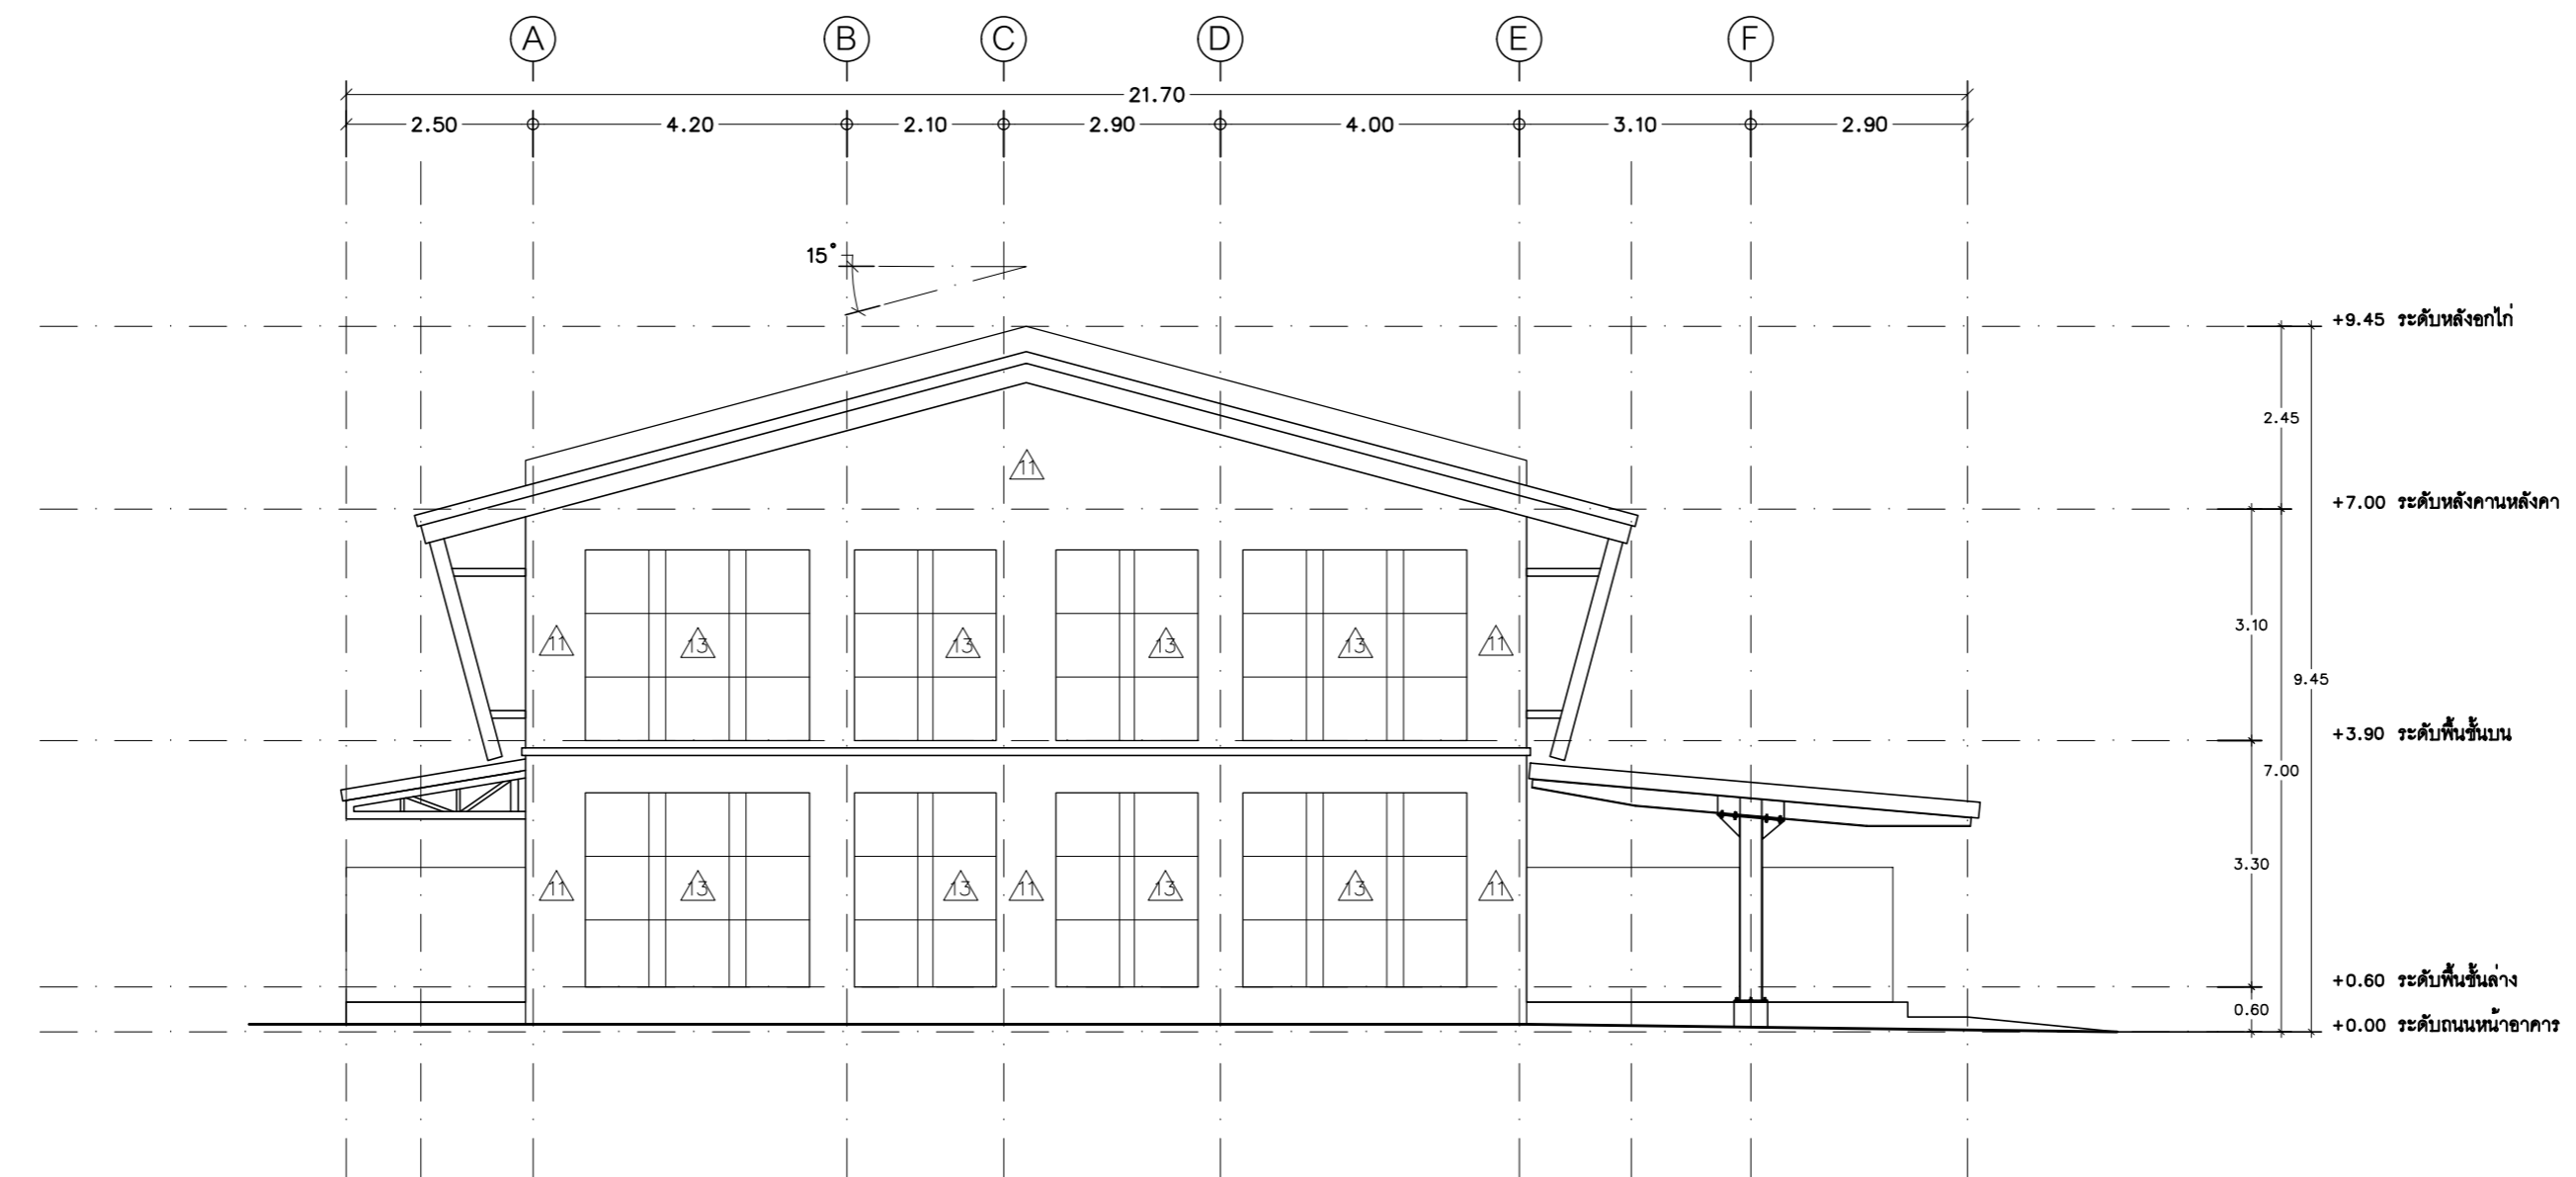 A B C D E F
21.70
2.50 4.20 2.10 2.90 4.00 3.10 2.90
15°
+9.45 ระดับหลังอกไก่
2.45
11
+7.00 ระดับหลังคานหลังคา
3.10
11 13 13 13 13 11
9.45
+3.90 ระดับพื้นชั้นบน
7.00
3.30
11 13 13 11 13 13 11
+0.60 ระดับพื้นชั้นล่าง
0.60
+0.00 ระดับถนนหน้าอาคาร